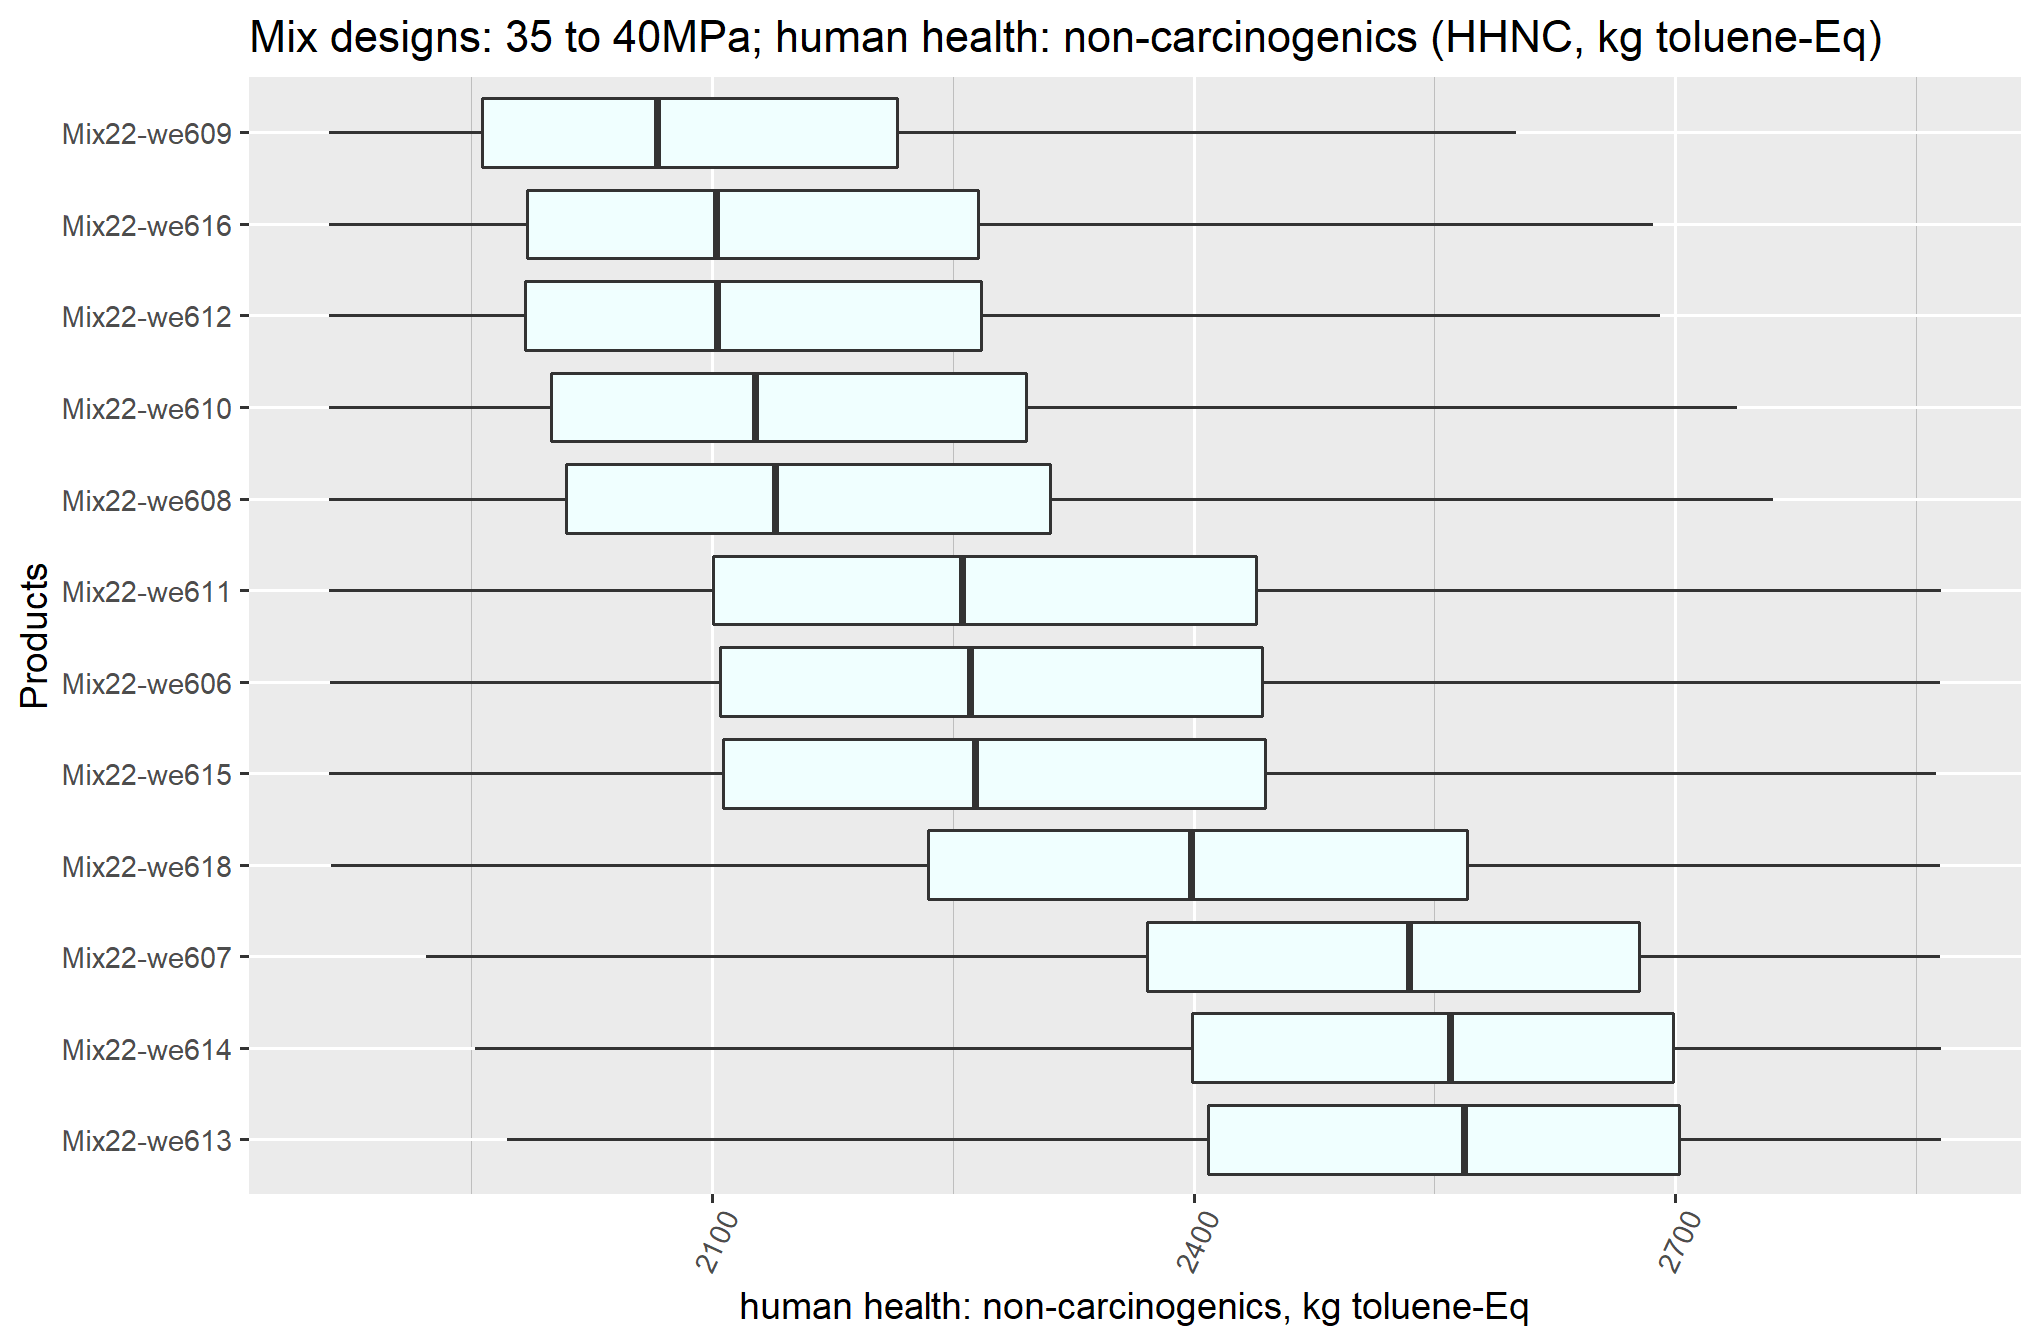 Mix designs: 35 to 40MPa; human health: non-carcinogenics (HHNC, kg toluene-Eq)
Products
Mix22-we609
Mix22-we616
Mix22-we612
Mix22-we610
Mix22-we608
Mix22-we611
Mix22-we606
Mix22-we615
Mix22-we618
Mix22-we607
Mix22-we614
Mix22-we613
2100
2400
2700
human health: non-carcinogenics, kg toluene-Eq